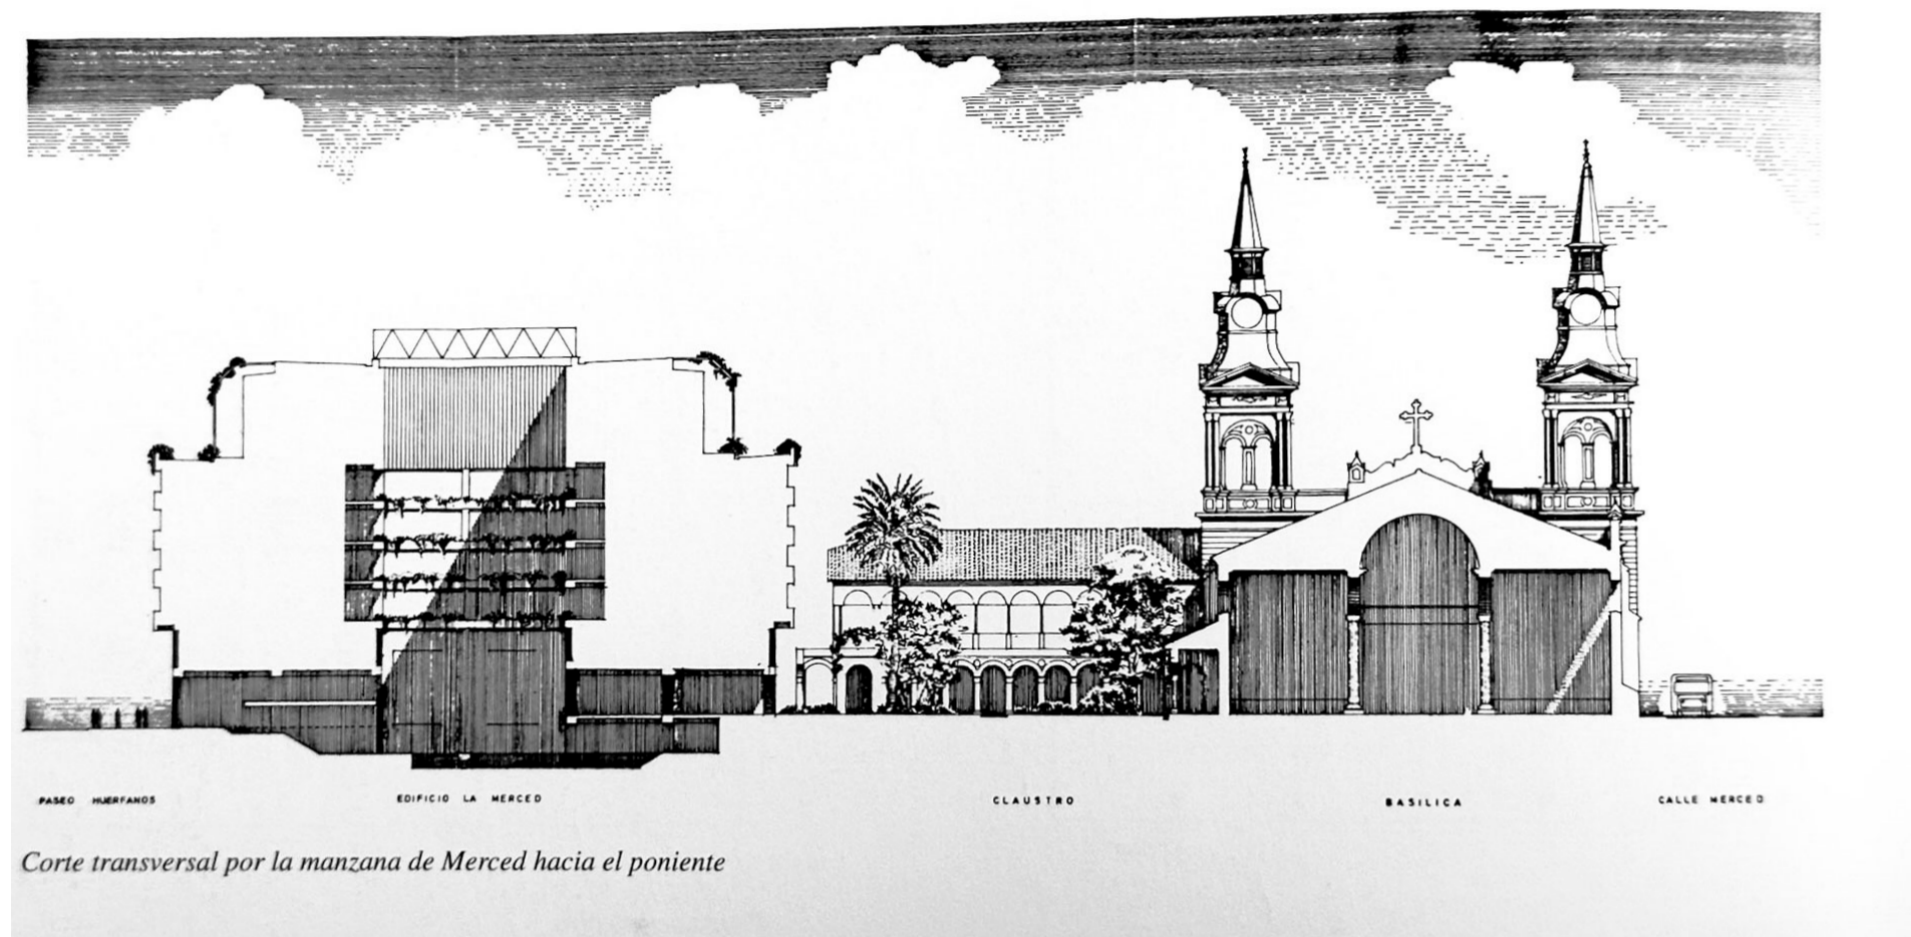 PASEO HUERFANOS
EDIFICIO LA MERCED
CLAUSTRO
BASILICA
CALLE MERCED
Corte transversal por la manzana de Merced hacia el poniente